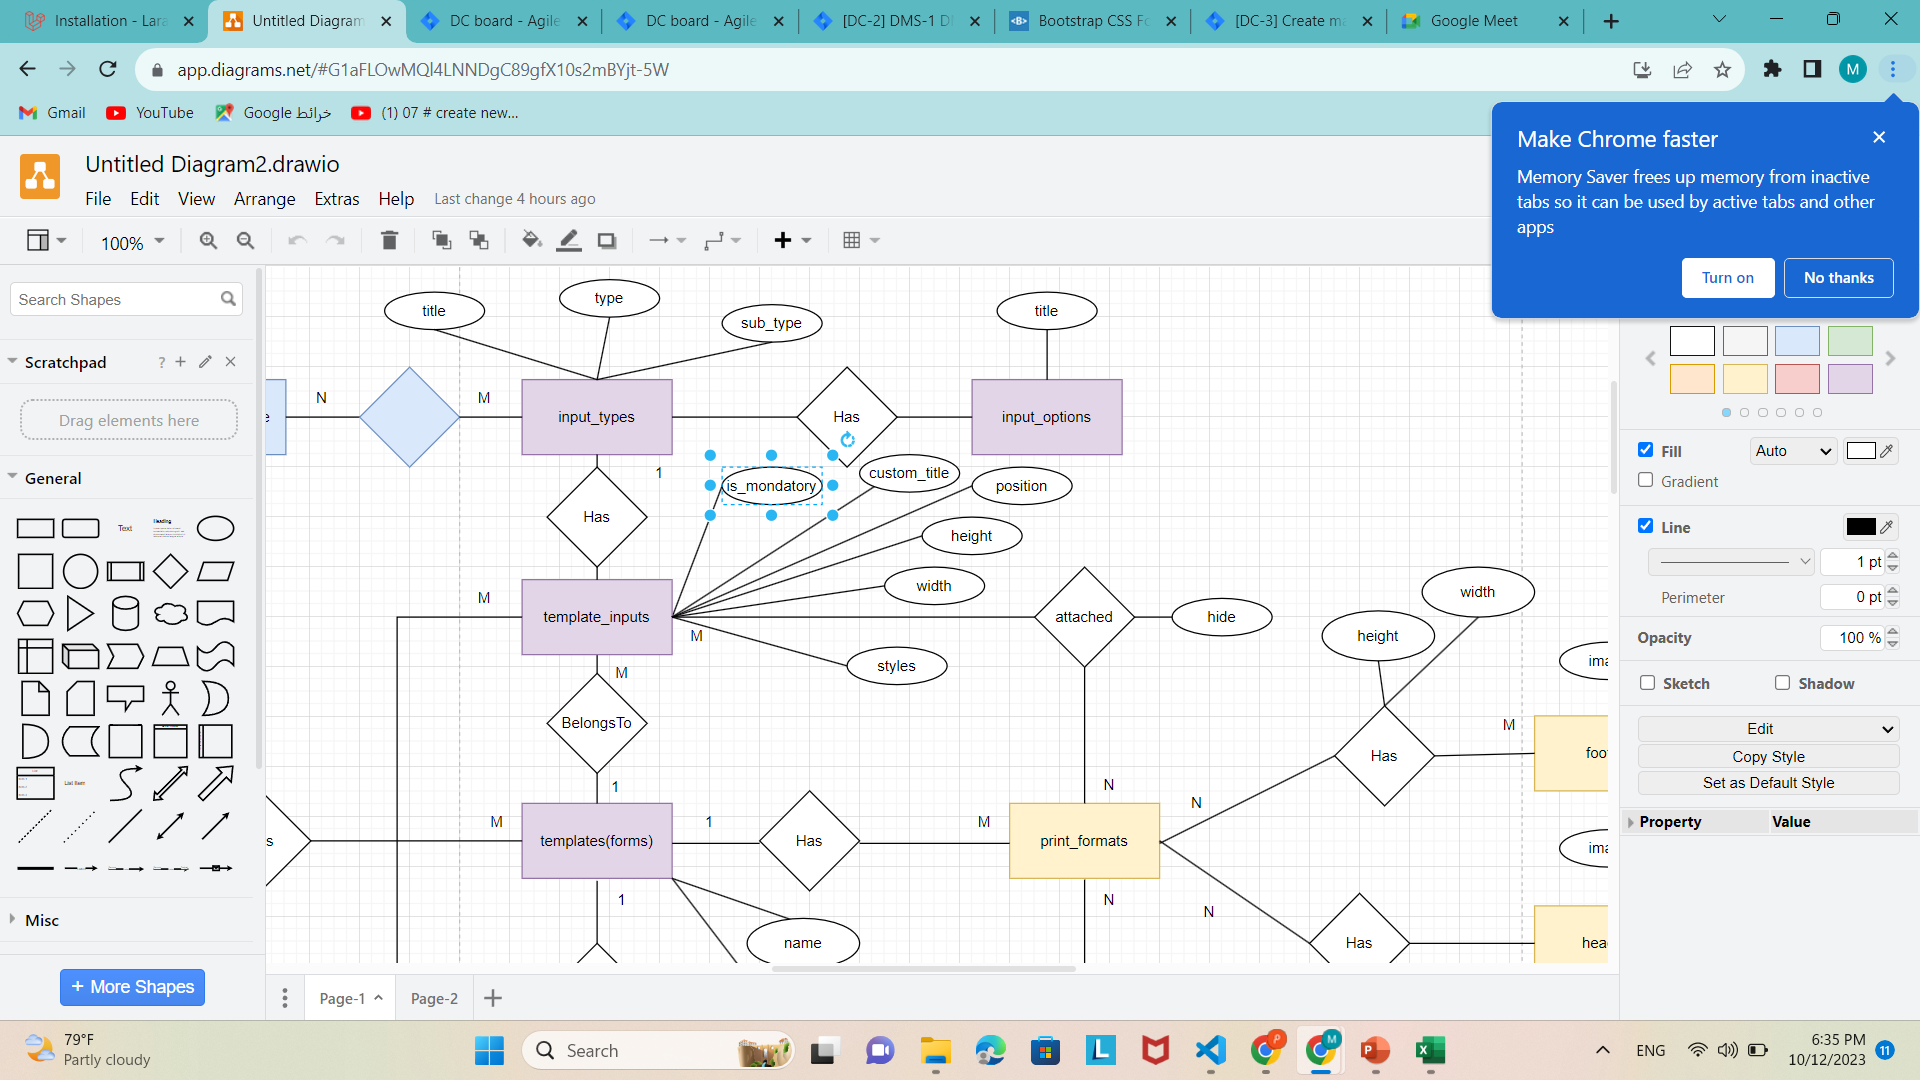 Installation - Lara
Untitled Diagram
DC board - Agile
DC board - Agile
[DC-2] DMS-1 D
Bootstrap CSS Fo
[DC-3] Create ma
Google Meet
app.diagrams.net/#G1aFLOwMQl4LNNDgC89gfX10s2mBYjt-5W
M
Gmail
YouTube
خرائط Google
(1) 07 # create new...
Make Chrome faster
Memory Saver frees up memory from inactive
tabs so it can be used by active tabs and other
apps
Turn on
No thanks
Untitled Diagram2.drawio
File Edit View Arrange Extras Help Last change 4 hours ago
100%
Search Shapes
Scratchpad
?
Drag elements here
General
Text
Heading
List Item
Misc
+ More Shapes
title
type
sub_type
title
e
N
M
input_types
Has
input_options
1
is_mondatory
custom_title
position
Has
height
width
M
template_inputs
M
attached
hide
width
height
styles
M
ima
BelongsTo
M
Has
foo
1
N
N
M
1
M
s
templates(forms)
Has
print_formats
ima
1
N
N
name
Has
hea
Page-1
Page-2
Fill
Auto
Gradient
Line
1 pt
Perimeter
0 pt
Opacity
100 %
Sketch
Shadow
Edit
Copy Style
Set as Default Style
Property
Value
79°F
Partly cloudy
Search
L
P
M
P
X
ENG
6:35 PM
10/12/2023
11